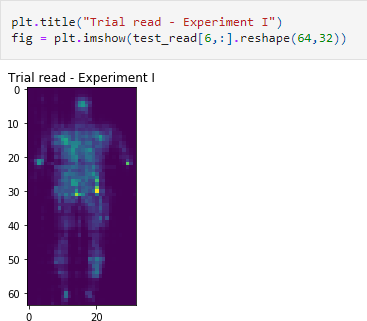 plt.title("Trial read - Experiment I")
fig = plt.imshow(test_read[6,:].reshape(64,32))
Trial read - Experiment I
0
10
20
30
40
50
60
0 20